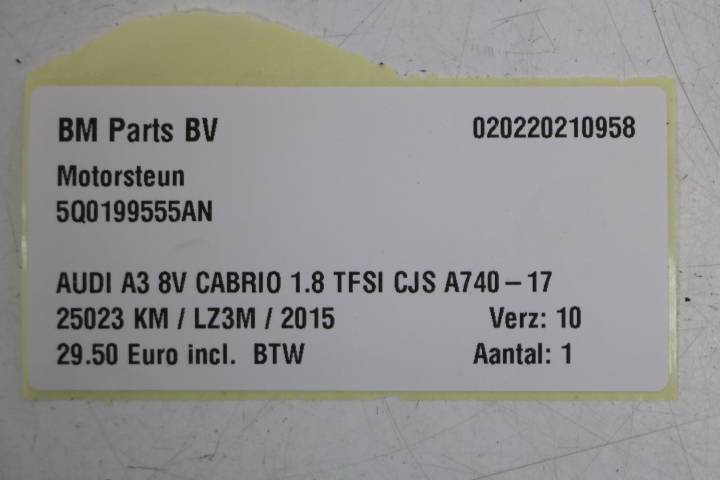 BM Parts BV 020220210958
Motorsteun
5Q0199555AN
AUDI A3 8V CABRIO 1.8 TFSI CJS A740-17
25023 KM / LZ3M / 2015 Verz: 10
29.50 Euro incl. BTW Aantal: 1